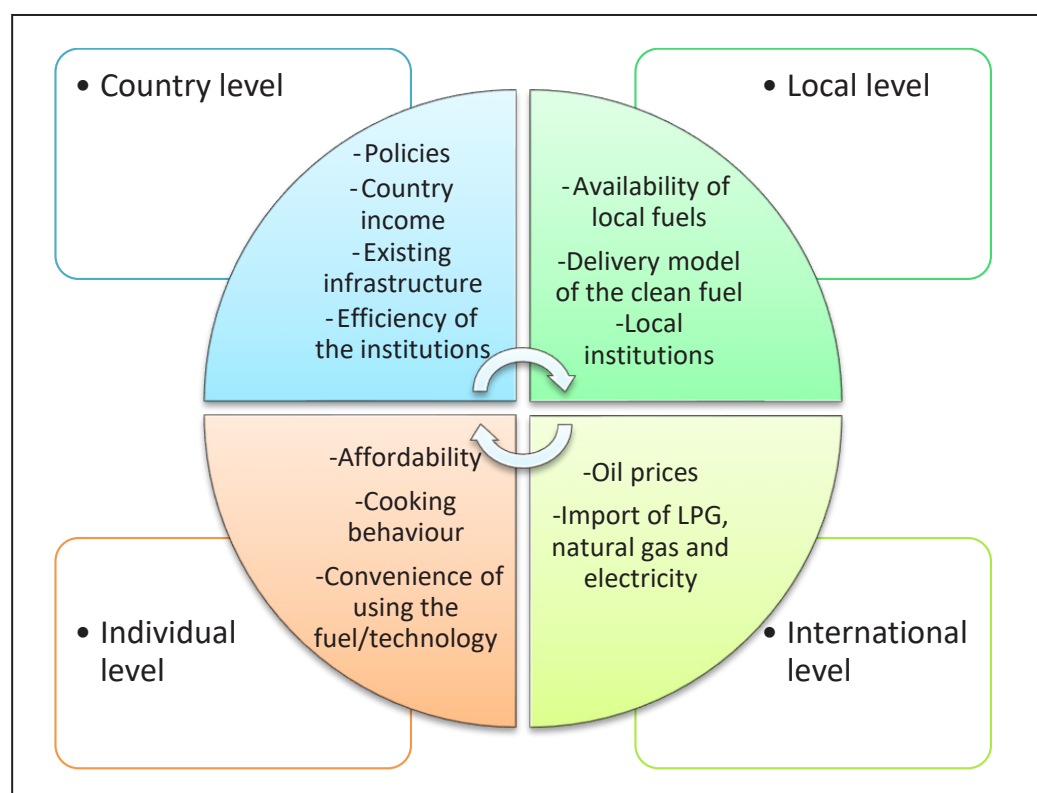 • Country level
-Policies
-Country
income
-Existing
infrastructure
-Efficiency of
the institutions
• Local level
-Availability of
local fuels
-Delivery model
of the clean fuel
-Local
institutions
• Individual
level
-Affordability
-Cooking
behaviour
-Convenience of
using the
fuel/technology
• International
level
-Oil prices
-Import of LPG,
natural gas and
electricity